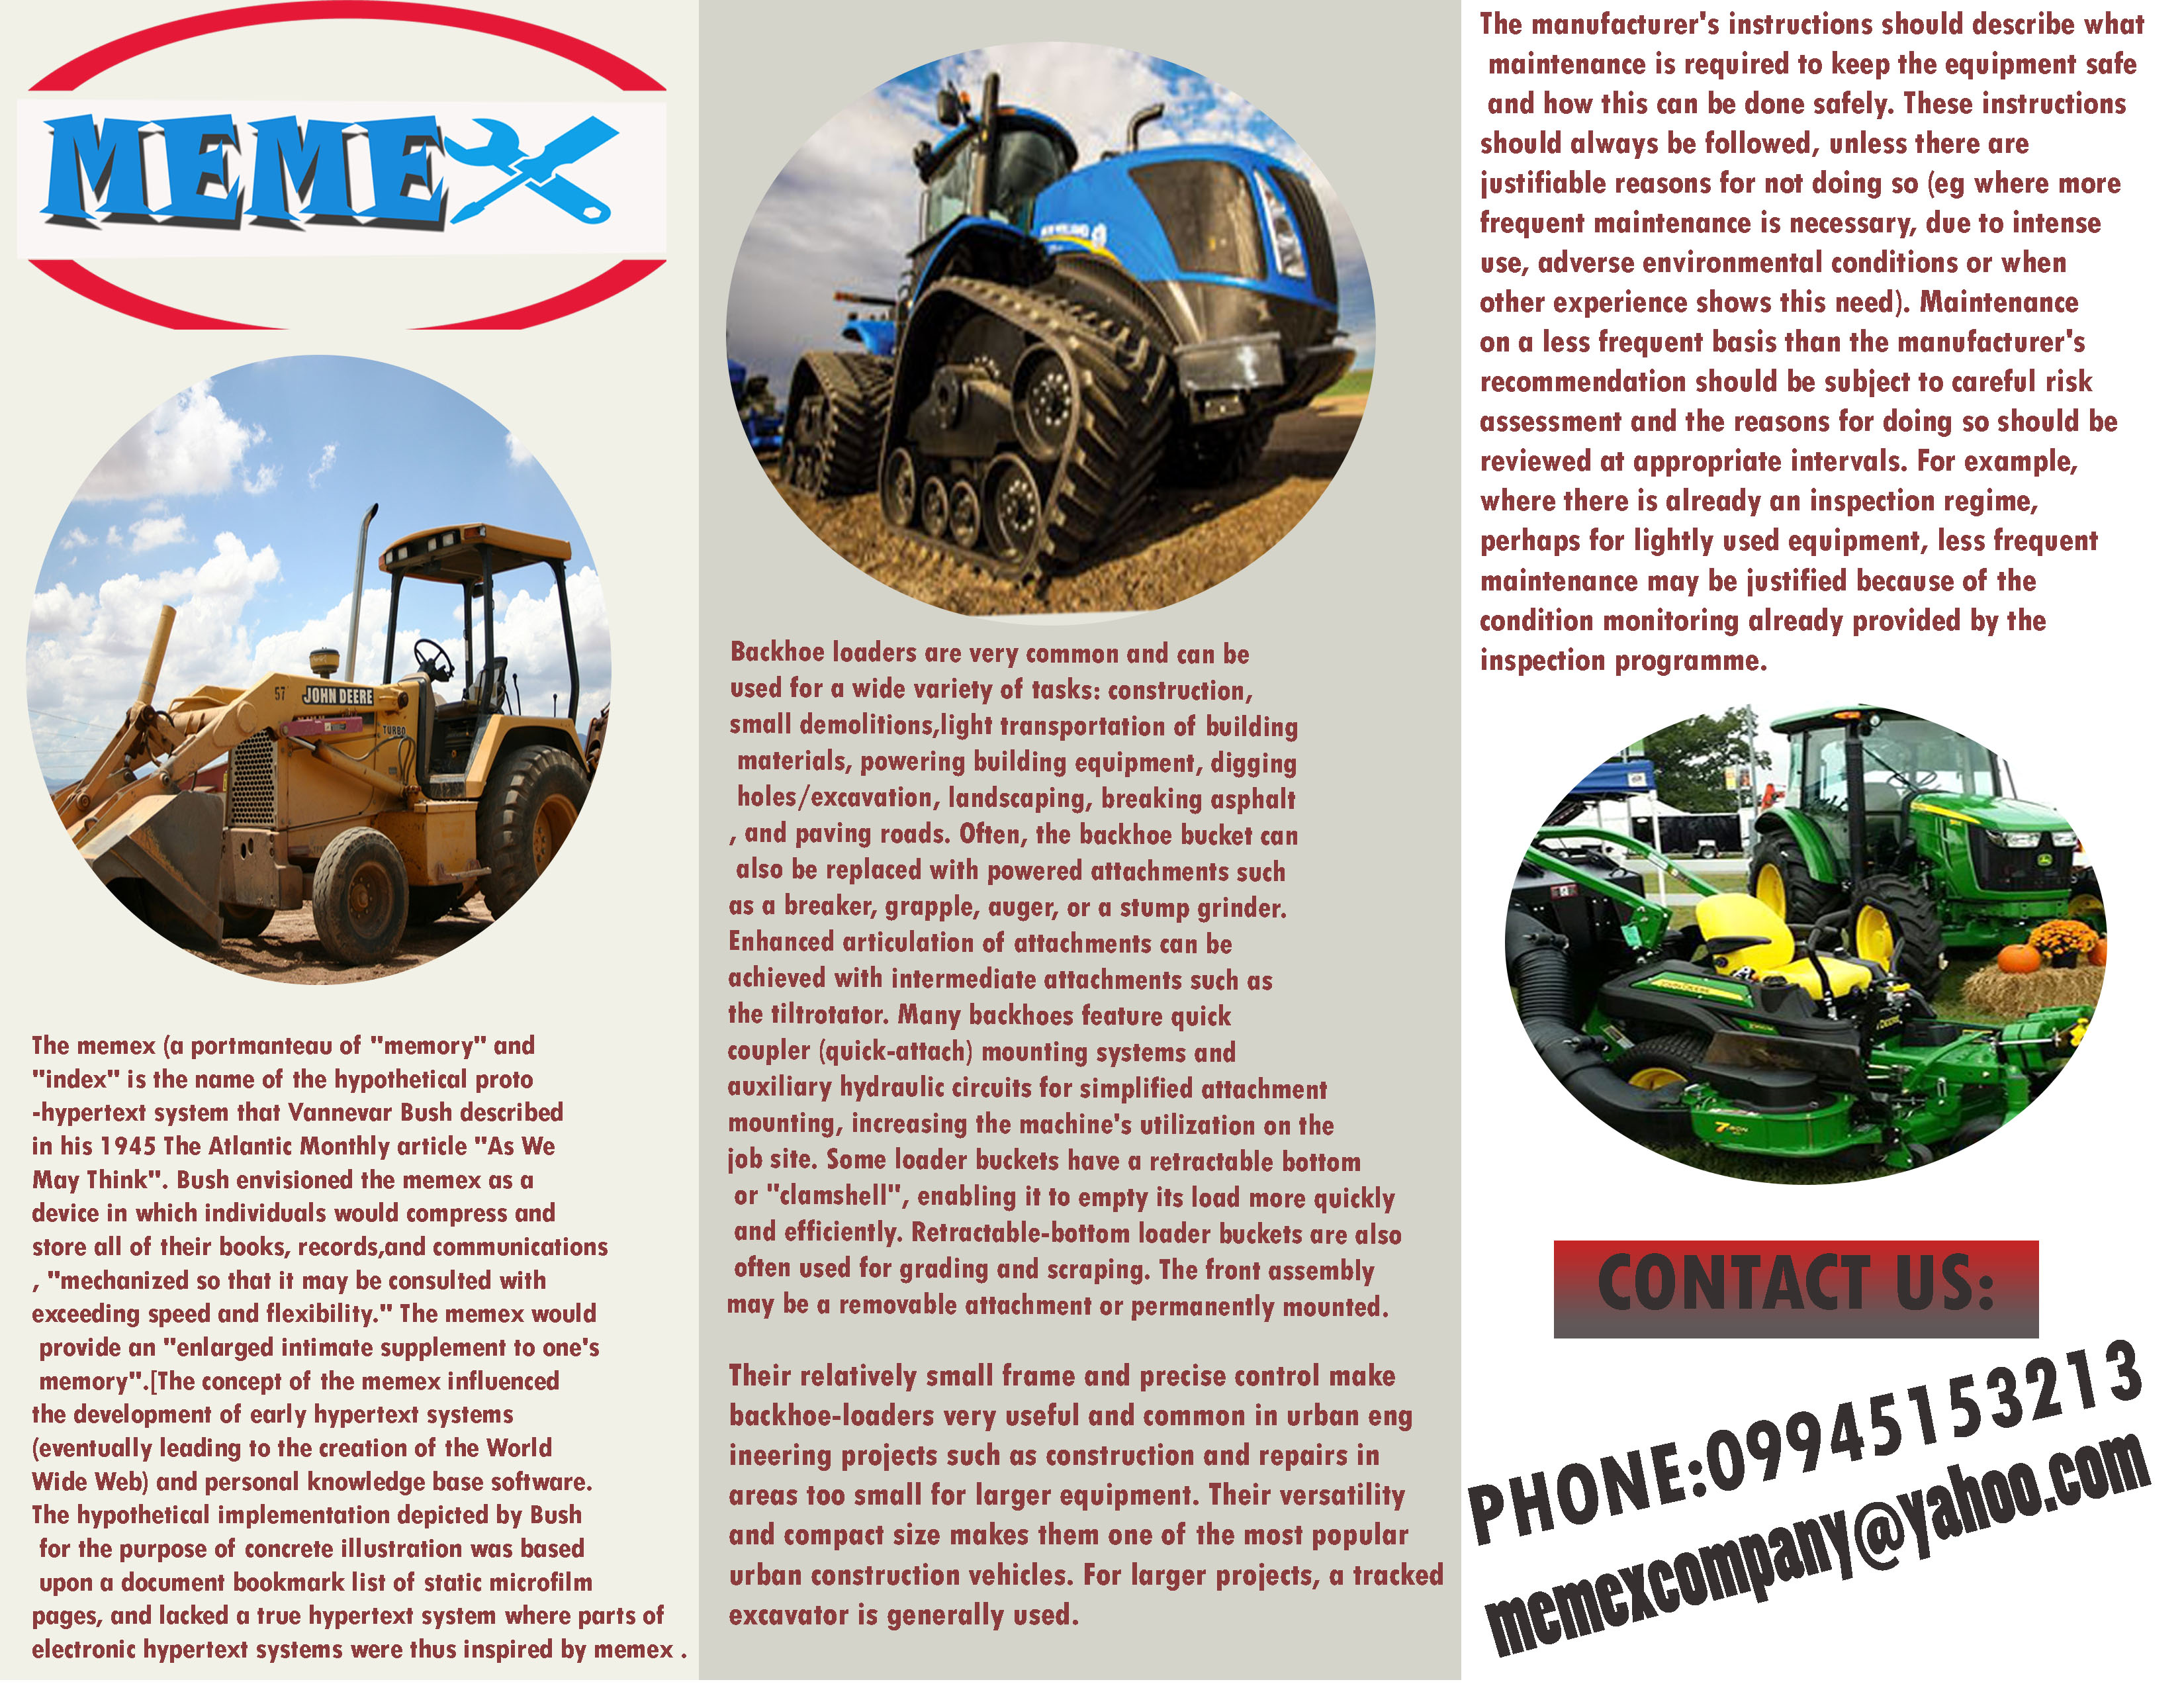 MEME
JOHN DEERE
57
TURBO
The memex (a portmanteau of "memory" and
"index" is the name of the hypothetical proto
-hypertext system that Vannevar Bush described
in his 1945 The Atlantic Monthly article "As We
May Think". Bush envisioned the memex as a
device in which individuals would compress and
store all of their books, records,and communications
, "mechanized so that it may be consulted with
exceeding speed and flexibility." The memex would
provide an "enlarged intimate supplement to one's
memory".[The concept of the memex influenced
the development of early hypertext systems
(eventually leading to the creation of the World
Wide Web) and personal knowledge base software.
The hypothetical implementation depicted by Bush
for the purpose of concrete illustration was based
upon a document bookmark list of static microfilm
pages, and lacked a true hypertext system where parts of
electronic hypertext systems were thus inspired by memex .
Backhoe loaders are very common and can be
used for a wide variety of tasks: construction,
small demolitions,light transportation of building
materials, powering building equipment, digging
holes/excavation, landscaping, breaking asphalt
, and paving roads. Often, the backhoe bucket can
also be replaced with powered attachments such
as a breaker, grapple, auger, or a stump grinder.
Enhanced articulation of attachments can be
achieved with intermediate attachments such as
the tiltrotator. Many backhoes feature quick
coupler (quick-attach) mounting systems and
auxiliary hydraulic circuits for simplified attachment
mounting, increasing the machine's utilization on the
job site. Some loader buckets have a retractable bottom
or "clamshell", enabling it to empty its load more quickly
and efficiently. Retractable-bottom loader buckets are also
often used for grading and scraping. The front assembly
may be a removable attachment or permanently mounted.
Their relatively small frame and precise control make
backhoe-loaders very useful and common in urban eng
ineering projects such as construction and repairs in
areas too small for larger equipment. Their versatility
and compact size makes them one of the most popular
urban construction vehicles. For larger projects, a tracked
excavator is generally used.
The manufacturer's instructions should describe what
maintenance is required to keep the equipment safe
and how this can be done safely. These instructions
should always be followed, unless there are
justifiable reasons for not doing so (eg where more
frequent maintenance is necessary, due to intense
use, adverse environmental conditions or when
other experience shows this need). Maintenance
on a less frequent basis than the manufacturer's
recommendation should be subject to careful risk
assessment and the reasons for doing so should be
reviewed at appropriate intervals. For example,
where there is already an inspection regime,
perhaps for lightly used equipment, less frequent
maintenance may be justified because of the
condition monitoring already provided by the
inspection programme.
JOHN DEERE
CONTACT US:
PHONE:09945153213
memexcompany@yahoo.com